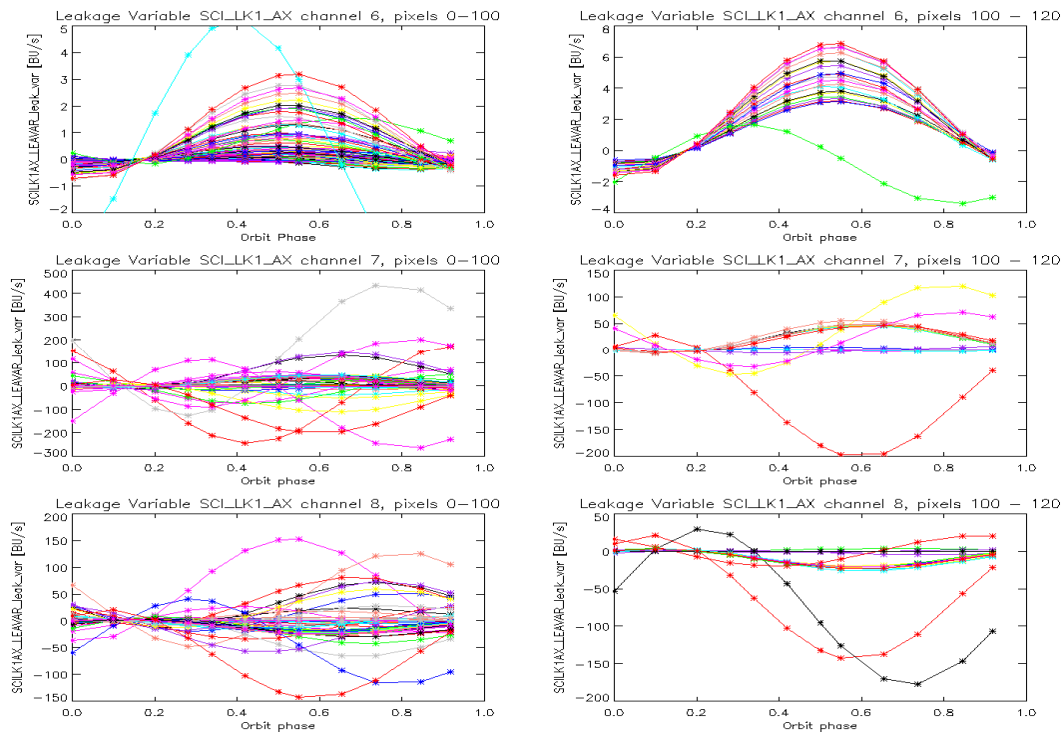 Leakage Variable SCI_LK1_AX channel 6, pixels 0-100
SCILK1AX_LEAVAR_leak_var [BU/s]
5
4
3
2
1
0
-1
-2
0.0 0.2 0.4 0.6 0.8 1.0
Orbit Phase
Leakage Variable SCI_LK1_AX channel 6, pixels 100 - 120
SCILK1AX_LEAVAR_leak_var [BU/s]
8
6
4
2
0
-2
-4
0.0 0.2 0.4 0.6 0.8 1.0
Orbit phase
Leakage Variable SCI_LK1_AX channel 7, pixels 0-100
SCILK1AX_LEAVAR_leak_var [BU/s]
500
400
300
200
100
0
-100
-200
-300
0.0 0.2 0.4 0.6 0.8 1.0
Orbit phase
Leakage Variable SCI_LK1_AX channel 7, pixels 100 - 120
SCILK1AX_LEAVAR_leak_var [BU/s]
150
100
50
0
-50
-100
-150
-200
0.0 0.2 0.4 0.6 0.8 1.0
Orbit phase
Leakage Variable SCI_LK1_AX channel 8, pixels 0-100
SCILK1AX_LEAVAR_leak_var [BU/s]
200
150
100
50
0
-50
-100
-150
0.0 0.2 0.4 0.6 0.8 1.0
Orbit phase
Leakage Variable SCI_LK1_AX channel 8, pixels 100 - 120
SCILK1AX_LEAVAR_leak_var [BU/s]
50
0
-50
-100
-150
-200
0.0 0.2 0.4 0.6 0.8 1.0
Orbit phase